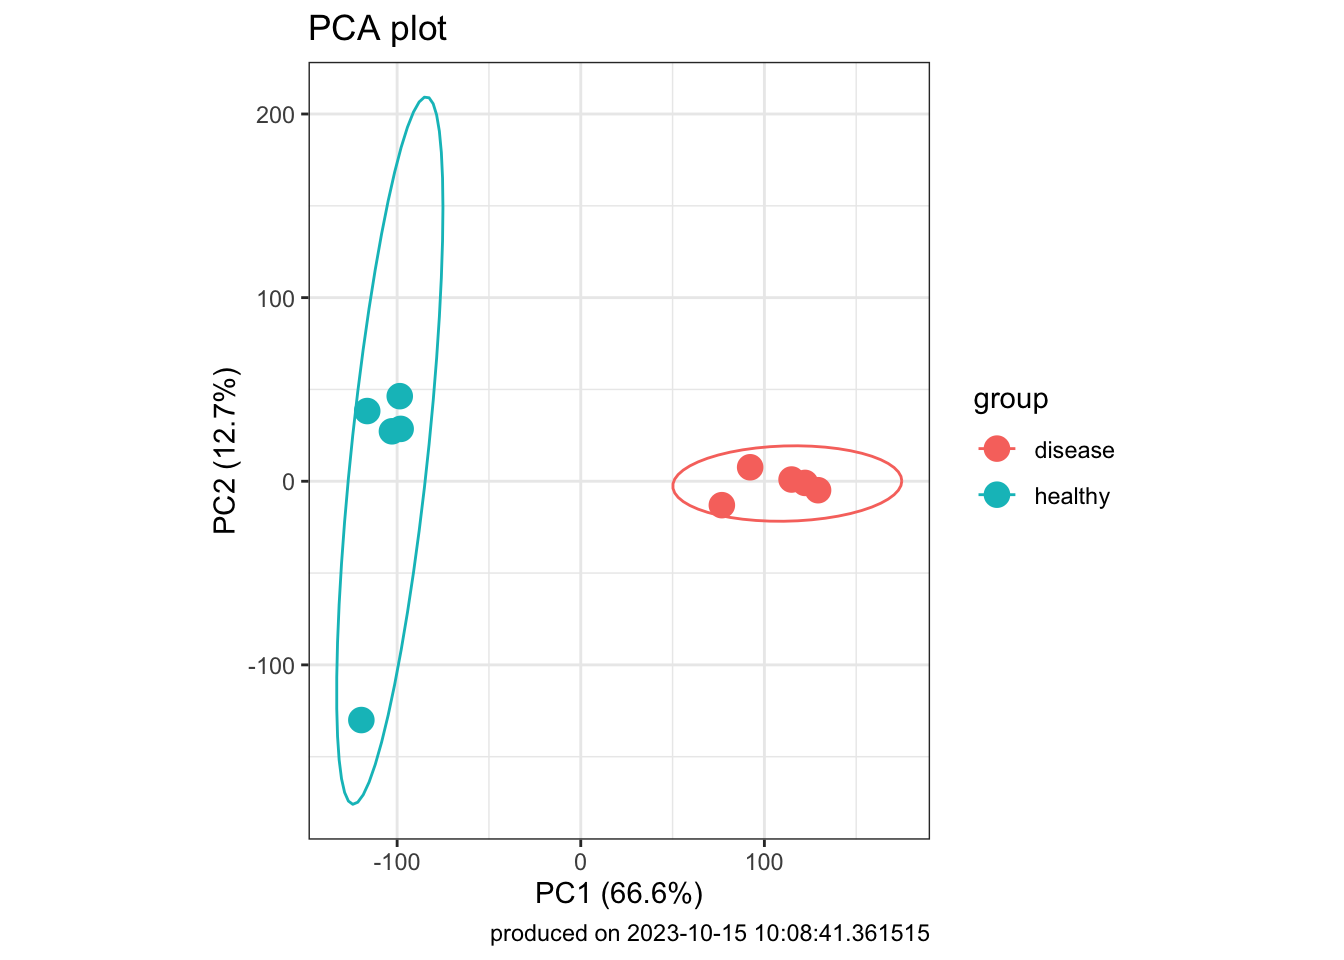 PCA plot
200
100
0
-100
PC2 (12.7%)
-100
0
100
PC1 (66.6%)
group
disease
healthy
produced on 2023-10-15 10:08:41.361515